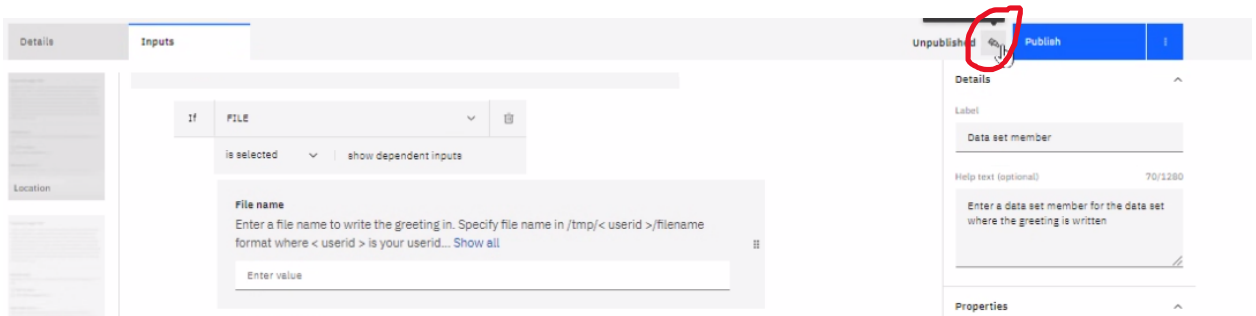 Details
Inputs
Unpublished
Publish
Details
Label
If
FILE
Data set member
is selected
show dependent inputs
Location
Help text (optional)
70/1280
File name
Enter a data set member for the data set
where the greeting is written
Enter a file name to write the greeting in. Specify file name in /tmp/< userid >/filename
format where < userid > is your userid... Show all
Enter value
Properties